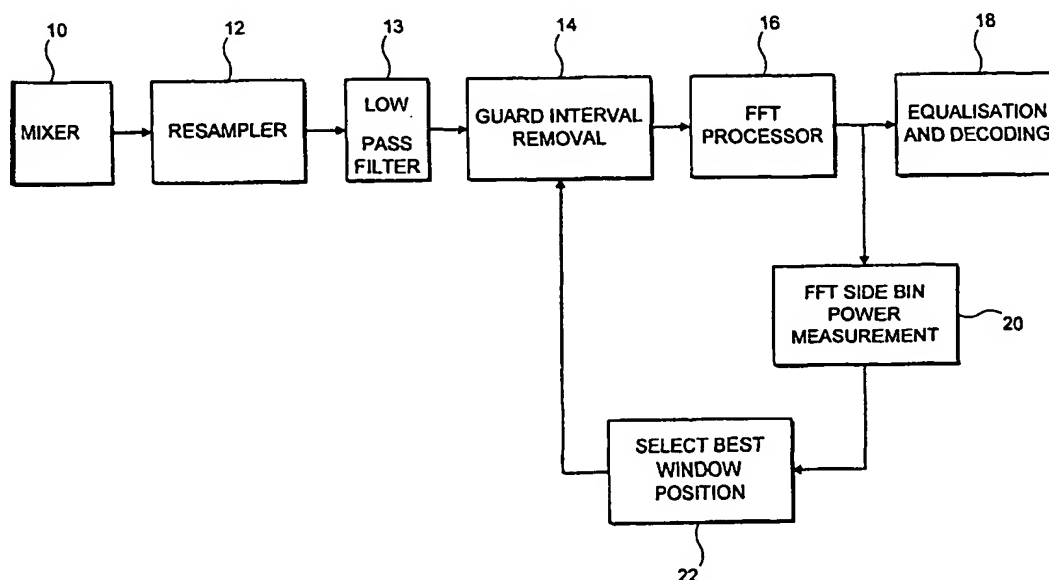 10
12
13
14
16
18
MIXER
RESAMPLER
LOW
PASS
FILTER
GUARD INTERVAL
REMOVAL
FFT
PROCESSOR
EQUALISATION
AND DECODING
FFT SIDE BIN
POWER
MEASUREMENT
20
SELECT BEST
WINDOW
POSITION
22